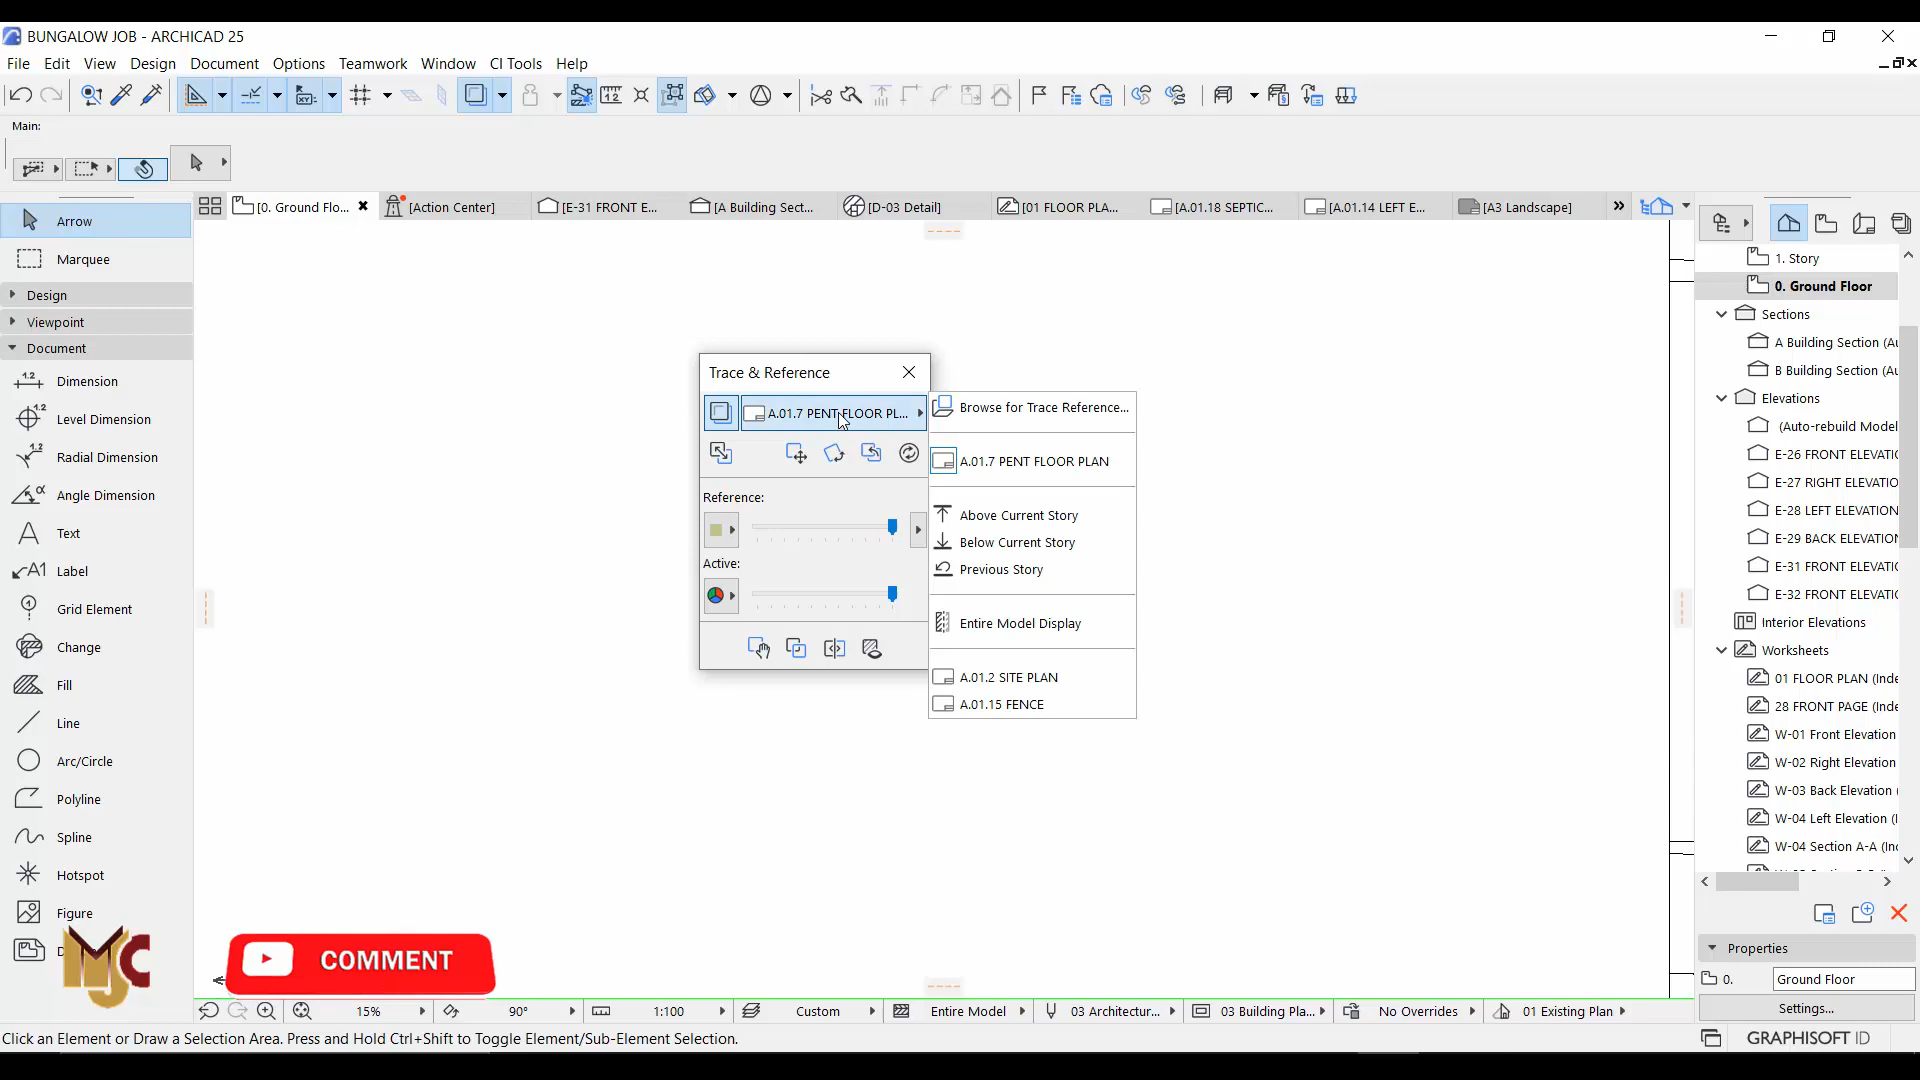 BUNGALOW JOB - ARCHICAD 25
File Edit View Design Document Options Teamwork Window CI Tools Help
Main:
[0. Ground Flo... [Action Center] [E-31 FRONT E... [A Building Sect... [D-03 Detail] [01 FLOOR PLA... [A.01.18 SEPTIC... [A.01.14 LEFT E... [A3 Landscape]
Arrow
Marquee
Design
Viewpoint
Document
Dimension
Level Dimension
Radial Dimension
Angle Dimension
Text
Label
Grid Element
Change
Fill
Line
Arc/Circle
Polyline
Spline
Hotspot
Figure
MJC
COMMENT
Trace & Reference
A.01.7 PENT FLOOR PL...
Reference:
Active:
Browse for Trace Reference...
A.01.7 PENT FLOOR PLAN
Above Current Story
Below Current Story
Previous Story
Entire Model Display
A.01.2 SITE PLAN
A.01.15 FENCE
1. Story
0. Ground Floor
Sections
A Building Section (Au
B Building Section (Au
Elevations
(Auto-rebuild Model
E-26 FRONT ELEVATIO
E-27 RIGHT ELEVATIO
E-28 LEFT ELEVATION
E-29 BACK ELEVATION
E-31 FRONT ELEVATIO
E-32 FRONT ELEVATIO
Interior Elevations
Worksheets
01 FLOOR PLAN (Inde
28 FRONT PAGE (Inde
W-01 Front Elevation
W-02 Right Elevation
W-03 Back Elevation (
W-04 Left Elevation (I
W-04 Section A-A (Inc
Properties
0. Ground Floor
Settings...
15% 90° 1:100 Custom Entire Model 03 Architectur... 03 Building Pla... No Overrides 01 Existing Plan
Click an Element or Draw a Selection Area. Press and Hold Ctrl+Shift to Toggle Element/Sub-Element Selection.
GRAPHISOFT ID